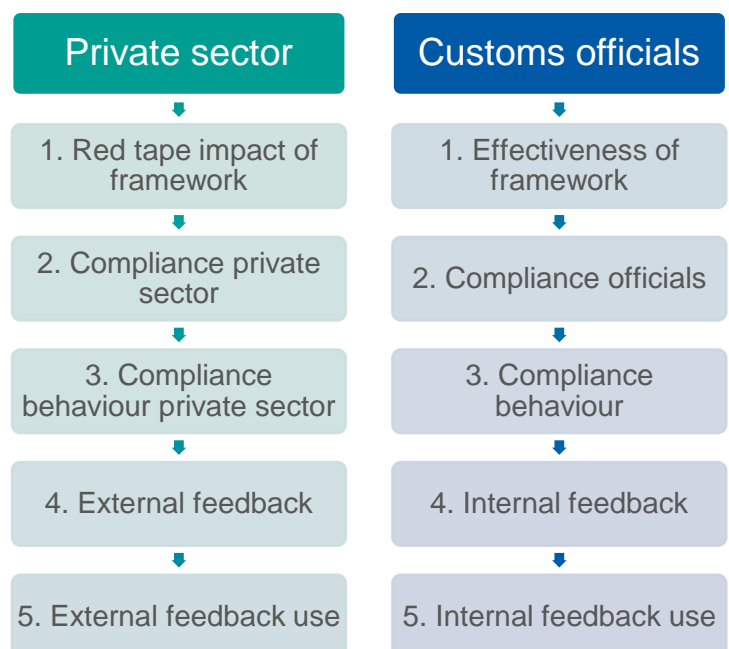 Private sector
1. Red tape impact of
framework
2. Compliance private
sector
3. Compliance
behaviour private sector
4. External feedback
5. External feedback use
Customs officials
1. Effectiveness of
framework
2. Compliance officials
3. Compliance
behaviour
4. Internal feedback
5. Internal feedback use